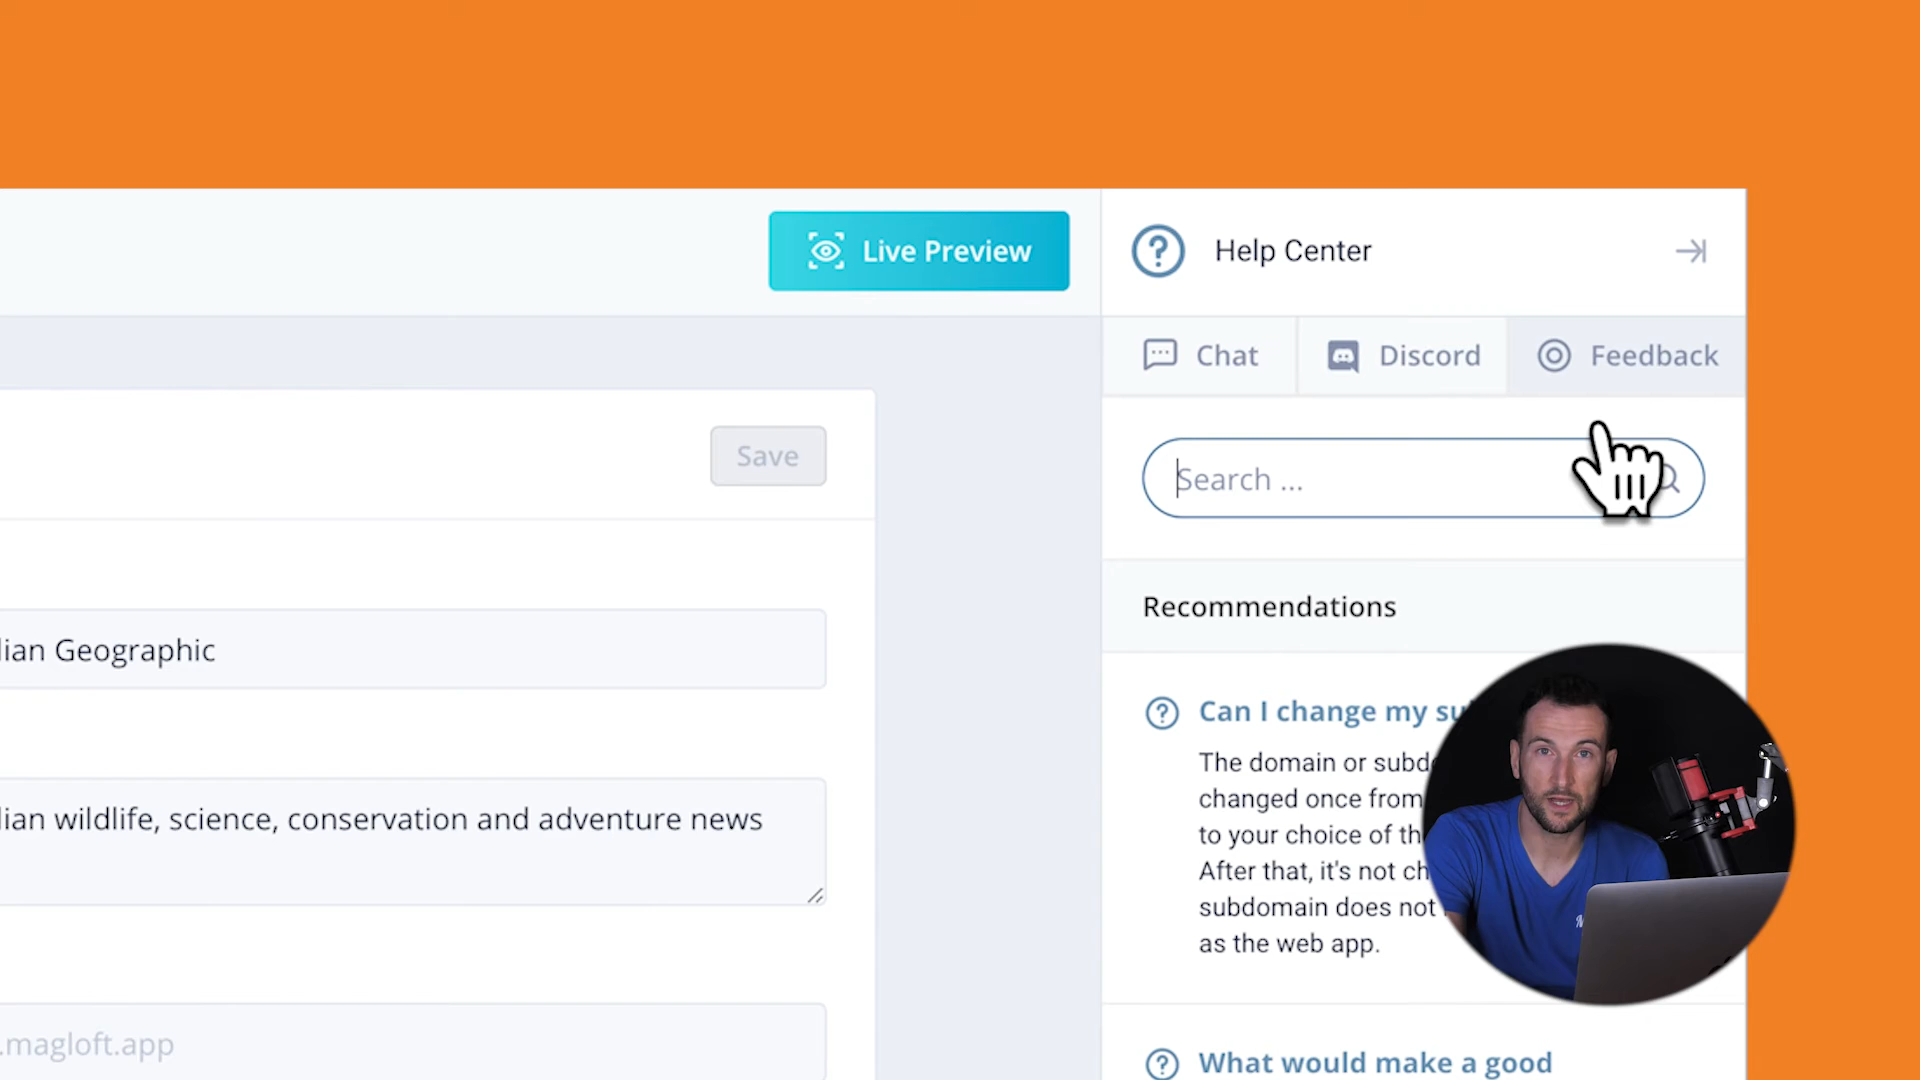 Live Preview
Help Center
Chat
Discord
Feedback
Save
Search ...
Recommendations
lian Geographic
Can I change my su
The domain or subd
changed once from
lian wildlife, science, conservation and adventure news
to your choice of th
After that, it's not ch
subdomain does not
as the web app.
.magloft.app
What would make a good